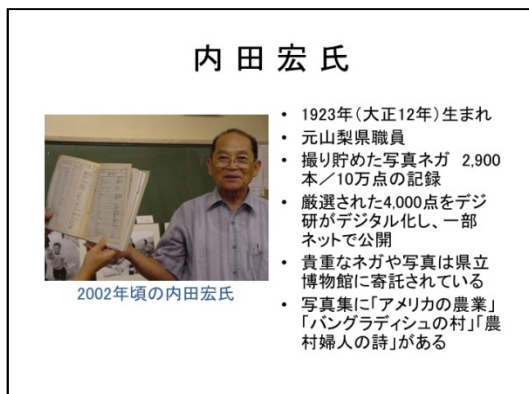 内 田 宏 氏
• 1923年(大正12年)生まれ
• 元山梨県職員
• 撮り貯めた写真ネガ 2,900
本／10万点の記録
• 厳選された4,000点をデジ
研がデジタル化し、一部
ネットで公開
• 貴重なネガや写真は県立
博物館に寄託されている
• 写真集に「アメリカの農業」
「バングラディシュの村」「農
村婦人の詩」がある
2002年頃の内田宏氏